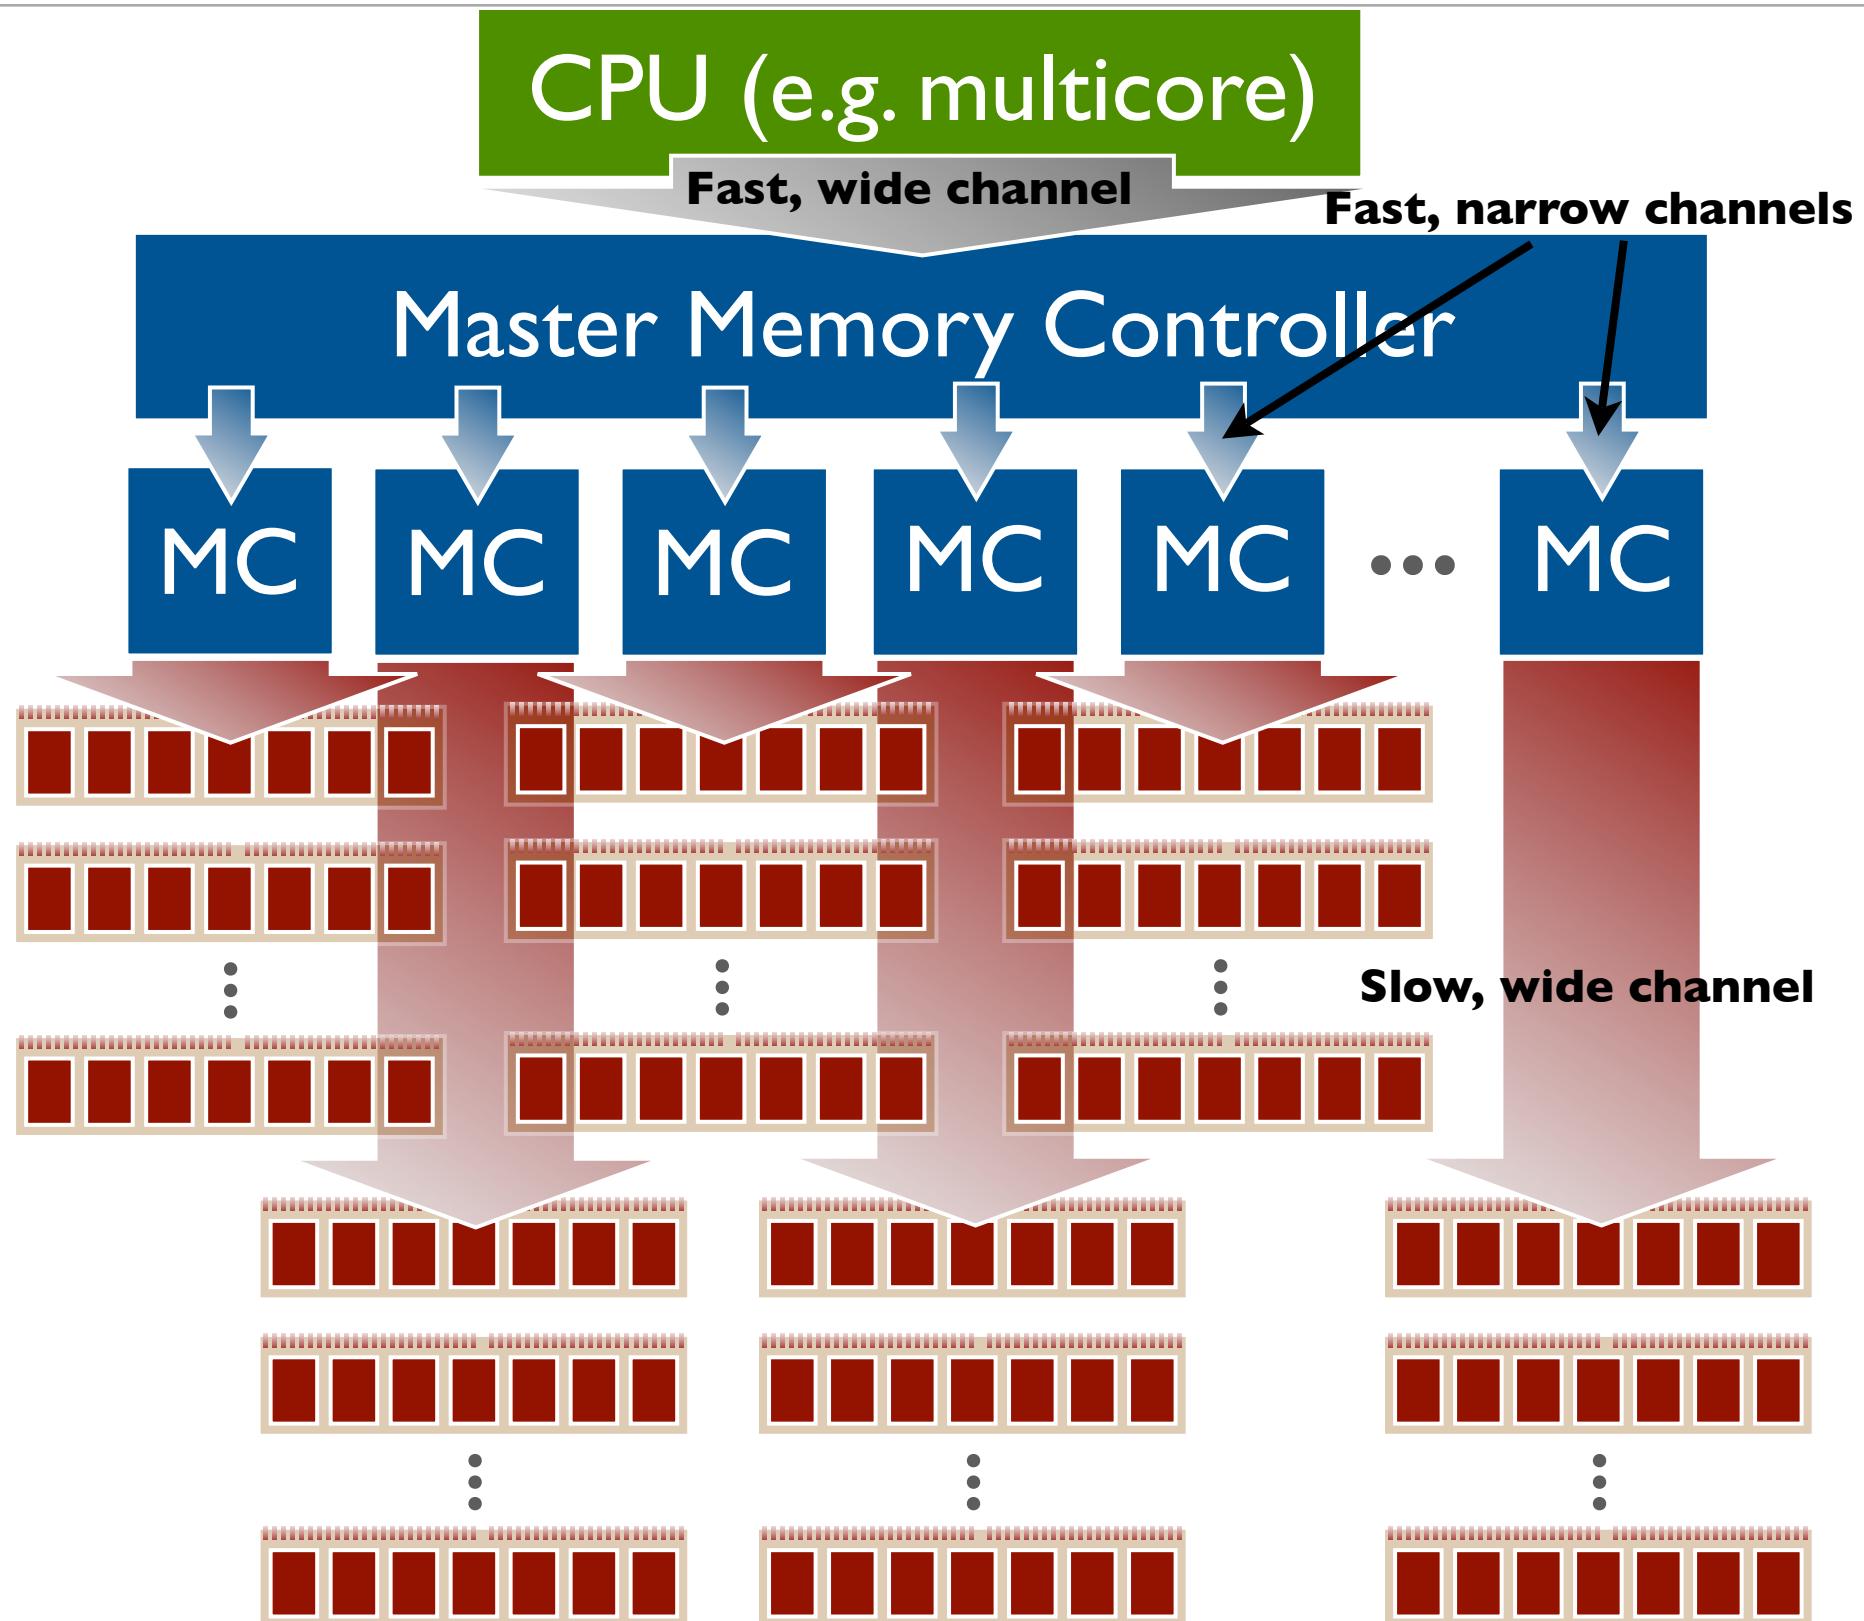 CPU (e.g. multicore)
Fast, wide channel
Fast, narrow channels
Master Memory Controller
MC MC MC MC MC MC
Slow, wide channel